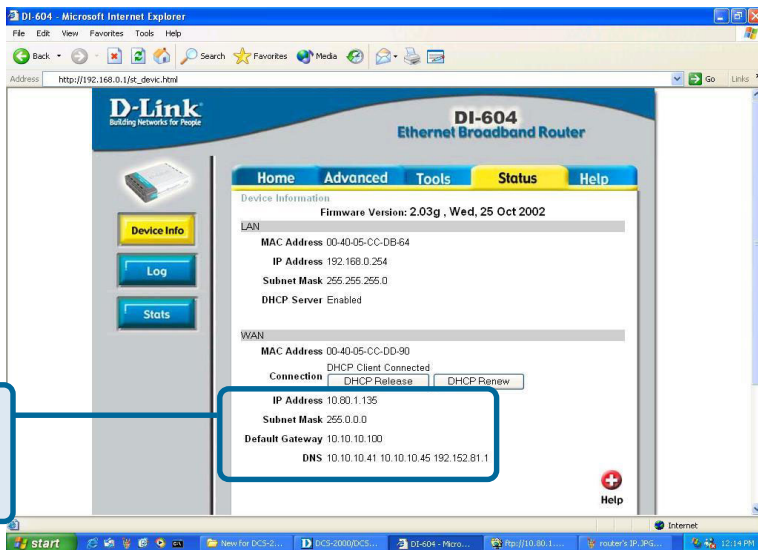 DI-604 - Microsoft Internet Explorer
File Edit View Favorites Tools Help
Back Search Favorites Media
Address http://192.168.0.1/st_devic.html Go Links
D-Link
Building Networks for People
DI-604
Ethernet Broadband Router
Home Advanced Tools Status Help
Device Info
Log
Stats
Device Information
Firmware Version: 2.03g , Wed, 25 Oct 2002
LAN
MAC Address 00-40-05-CC-DB-64
IP Address 192.168.0.254
Subnet Mask 255.255.255.0
DHCP Server Enabled
WAN
MAC Address 00-40-05-CC-DD-90
Connection DHCP Client Connected
DHCP Release DHCP Renew
IP Address 10.80.1.135
Subnet Mask 255.0.0.0
Default Gateway 10.10.10.100
DNS 10.10.10.41 10.10.10.45 192.152.81.1
Help
Internet
start New for DCS-2... DCS-2000/DCS... DI-604 - Micro... ftp://10.80.1.... router's IP.JPG... 12:14 PM